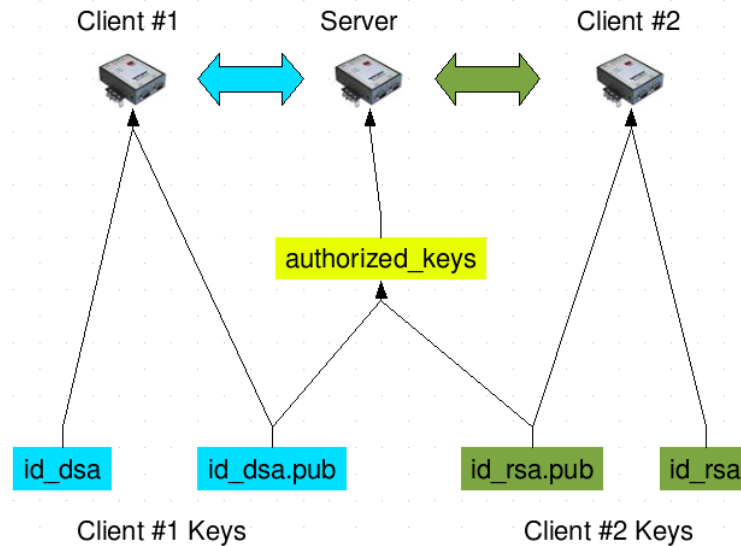 Client #1
Server
Client #2
authorized_keys
id_dsa
id_dsa.pub
id_rsa.pub
id_rsa
Client #1 Keys
Client #2 Keys